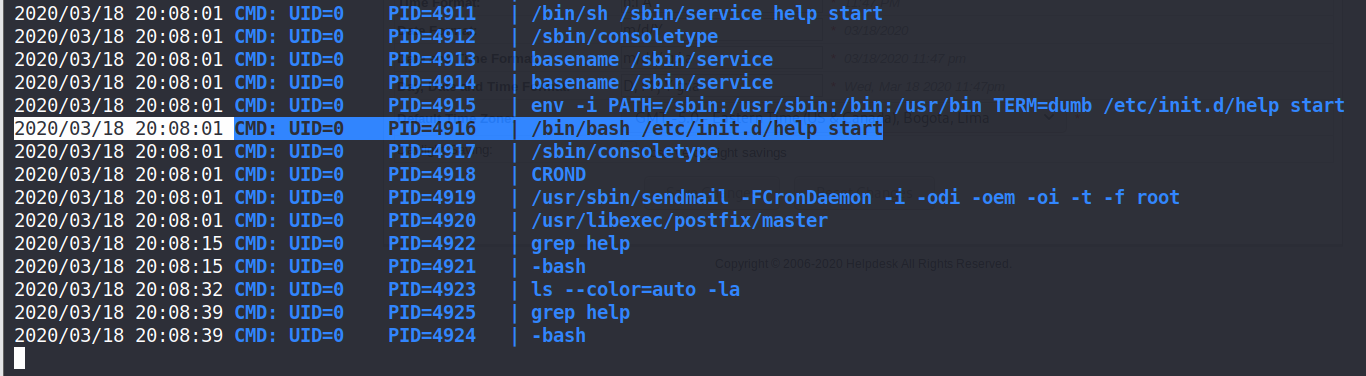 2020/03/18 20:08:01 CMD: UID=0    PID=4911   | /bin/sh /sbin/service help start
2020/03/18 20:08:01 CMD: UID=0    PID=4912   | /sbin/consoletype
2020/03/18 20:08:01 CMD: UID=0    PID=4913   | basename /sbin/service
2020/03/18 20:08:01 CMD: UID=0    PID=4914   | basename /sbin/service
2020/03/18 20:08:01 CMD: UID=0    PID=4915   | env -i PATH=/sbin:/usr/sbin:/bin:/usr/bin TERM=dumb /etc/init.d/help start
2020/03/18 20:08:01 CMD: UID=0    PID=4916   | /bin/bash /etc/init.d/help start
2020/03/18 20:08:01 CMD: UID=0    PID=4917   | /sbin/consoletype
2020/03/18 20:08:01 CMD: UID=0    PID=4918   | CROND
2020/03/18 20:08:01 CMD: UID=0    PID=4919   | /usr/sbin/sendmail -FCronDaemon -i -odi -oem -oi -t -f root
2020/03/18 20:08:01 CMD: UID=0    PID=4920   | /usr/libexec/postfix/master
2020/03/18 20:08:15 CMD: UID=0    PID=4922   | grep help
2020/03/18 20:08:15 CMD: UID=0    PID=4921   | -bash
Copyright © 2006-2020 Helpdesk All Rights Reserved
2020/03/18 20:08:32 CMD: UID=0    PID=4923   | ls --color=auto -la
2020/03/18 20:08:39 CMD: UID=0    PID=4925   | grep help
2020/03/18 20:08:39 CMD: UID=0    PID=4924   | -bash